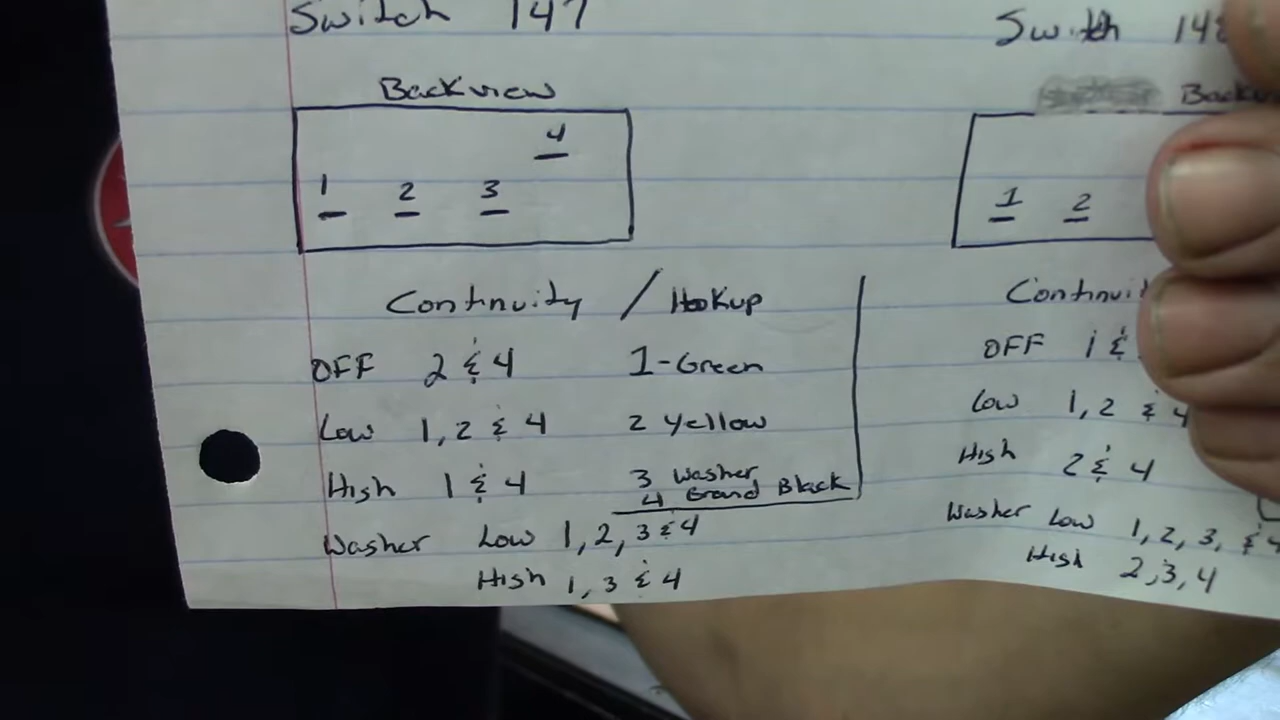 Switch 147
Backview
4
1 2 3
Continuity / Hookup
OFF 2 & 4 1-Green
Low 1, 2 & 4 2 Yellow
High 1 & 4 3 Washer
4 Grand Black
Washer Low 1, 2, 3 & 4
High 1, 3 & 4
Switch
1 2
OFF 1 &
Low 1, 2 & 4
High 2 & 4
Washer Low 1, 2, 3, & 4
High 2, 3, 4